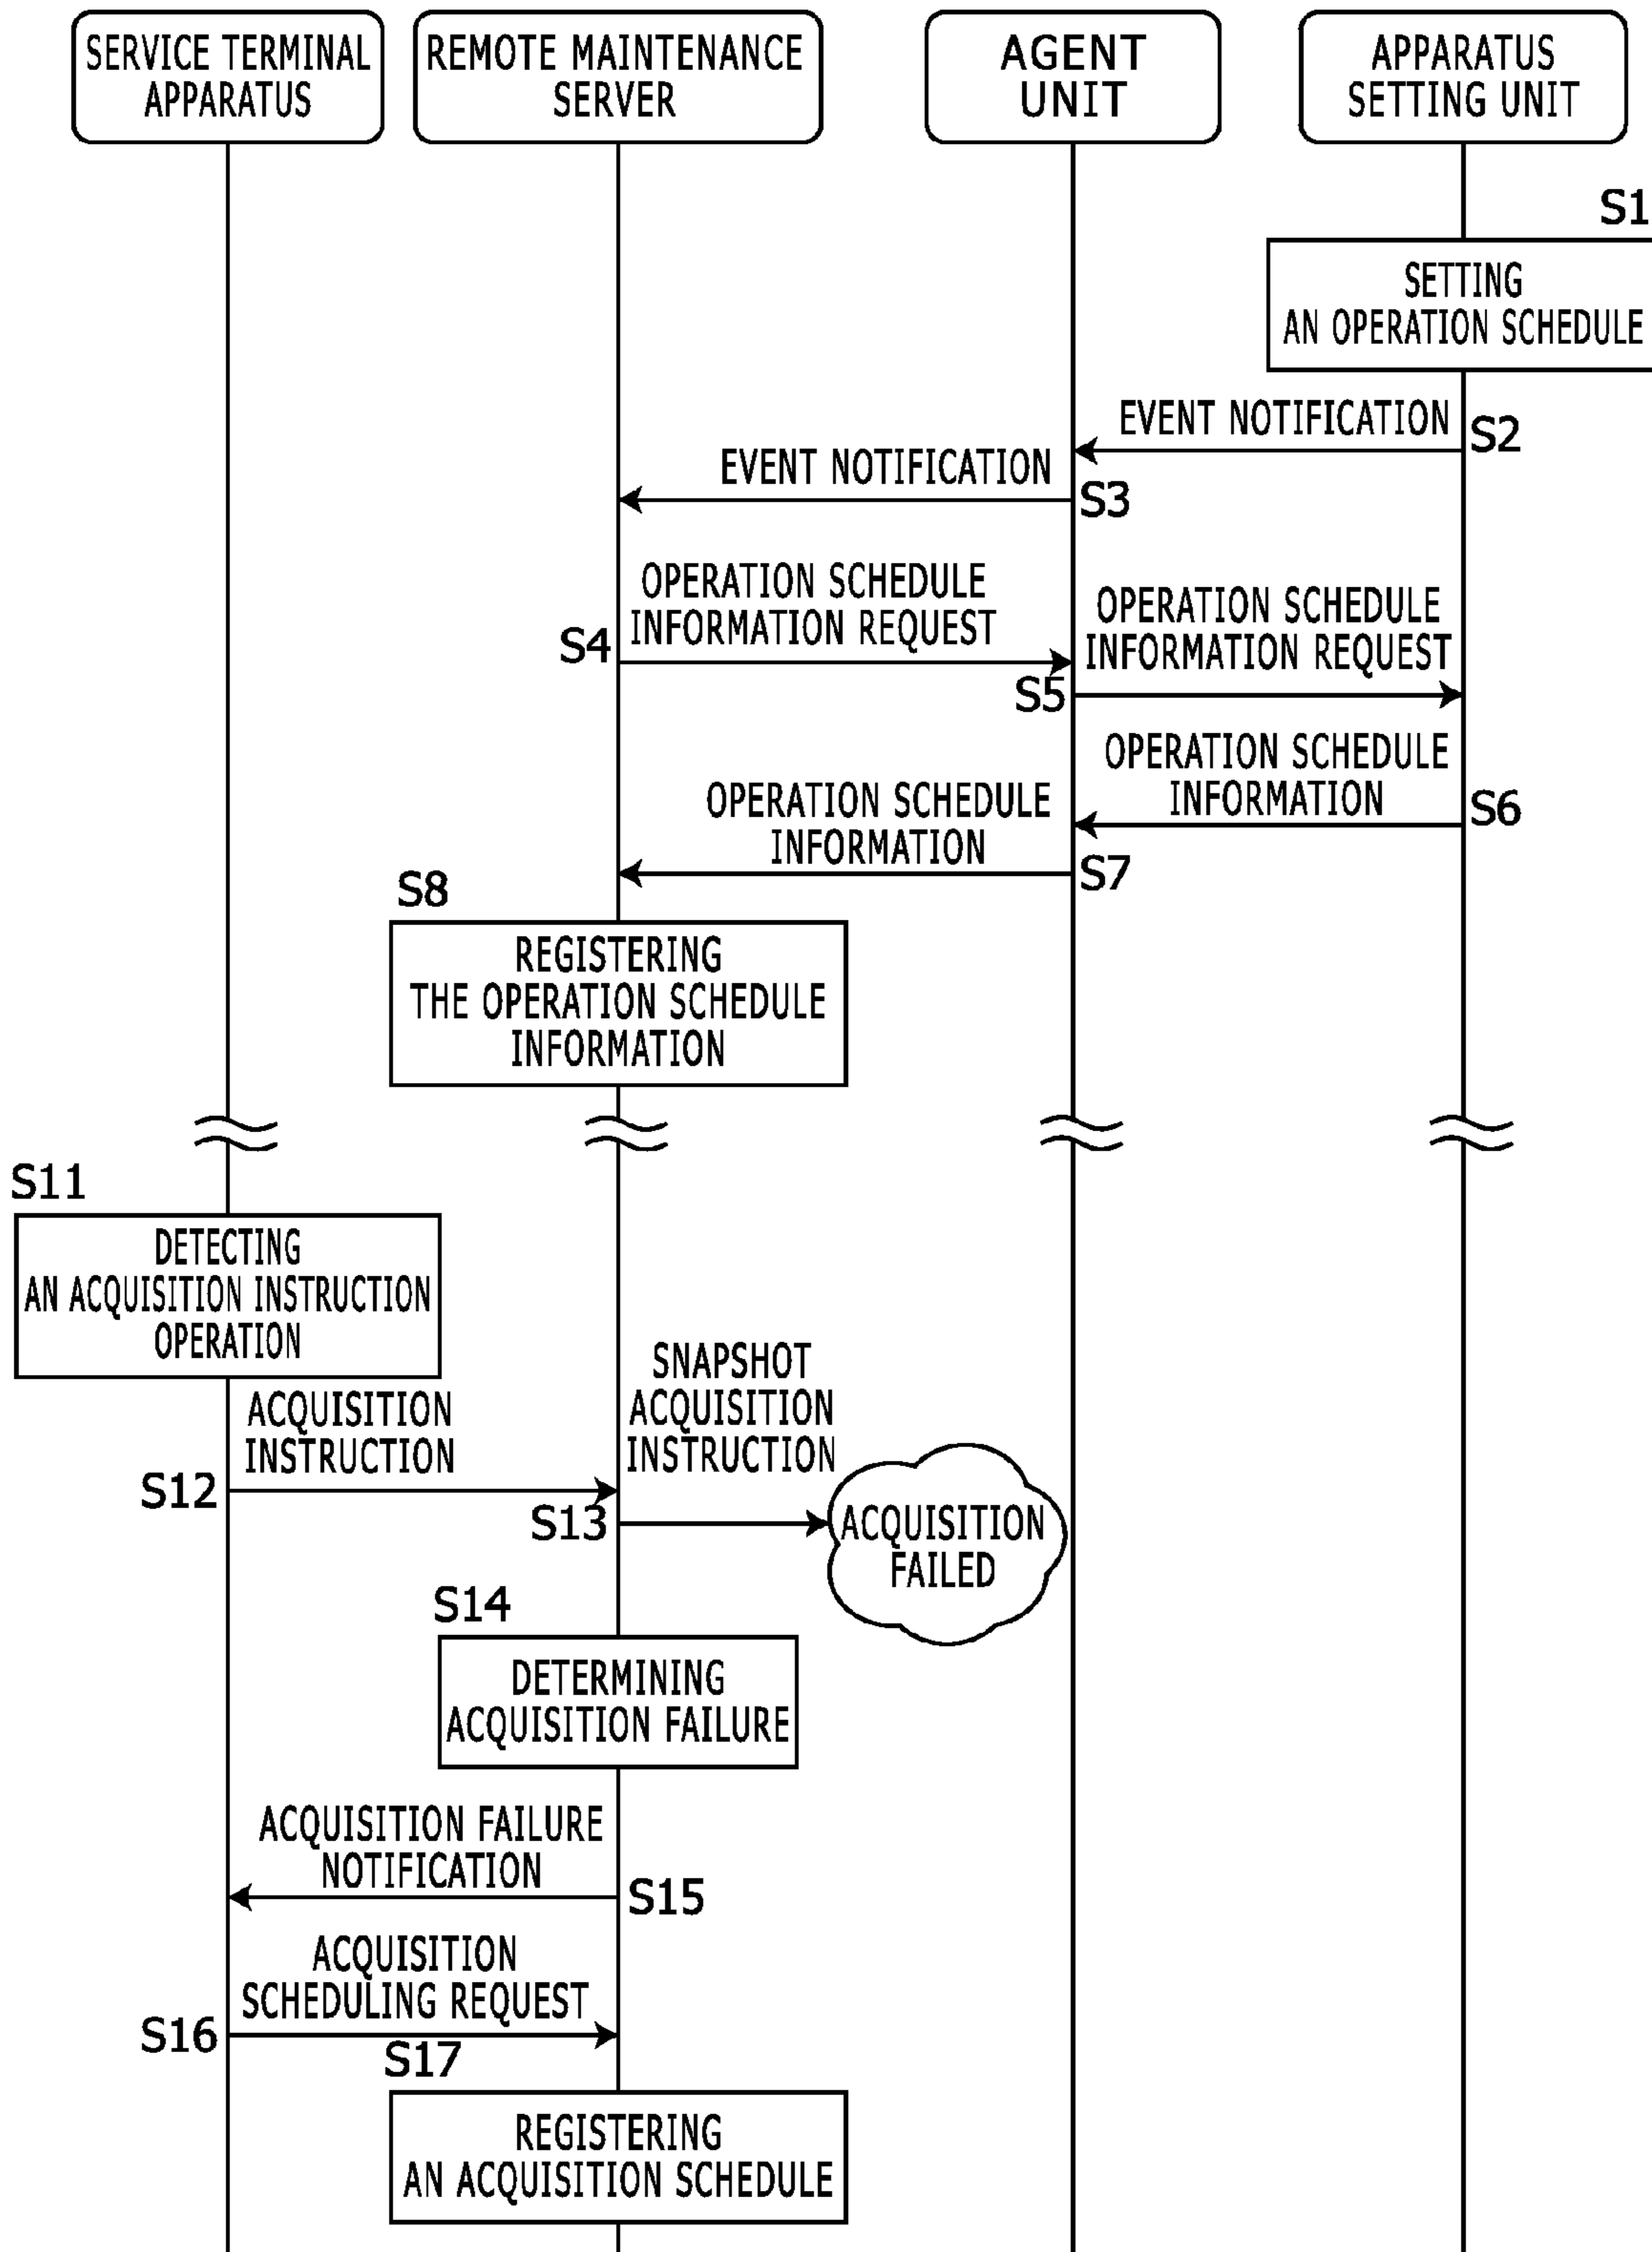 SERVICE TERMINAL
APPARATUS
REMOTE MAINTENANCE
SERVER
AGENT
UNIT
APPARATUS
SETTING UNIT
S1
SETTING
AN OPERATION SCHEDULE
EVENT NOTIFICATION
S2
EVENT NOTIFICATION
S3
OPERATION SCHEDULE
INFORMATION REQUEST
S4
OPERATION SCHEDULE
INFORMATION REQUEST
S5
OPERATION SCHEDULE
INFORMATION
S6
OPERATION SCHEDULE
INFORMATION
S7
S8
REGISTERING
THE OPERATION SCHEDULE
INFORMATION
S11
DETECTING
AN ACQUISITION INSTRUCTION
OPERATION
ACQUISITION
INSTRUCTION
S12
SNAPSHOT
ACQUISITION
INSTRUCTION
S13
ACQUISITION
FAILED
S14
DETERMINING
ACQUISITION FAILURE
ACQUISITION FAILURE
NOTIFICATION
S15
ACQUISITION
SCHEDULING REQUEST
S16
S17
REGISTERING
AN ACQUISITION SCHEDULE